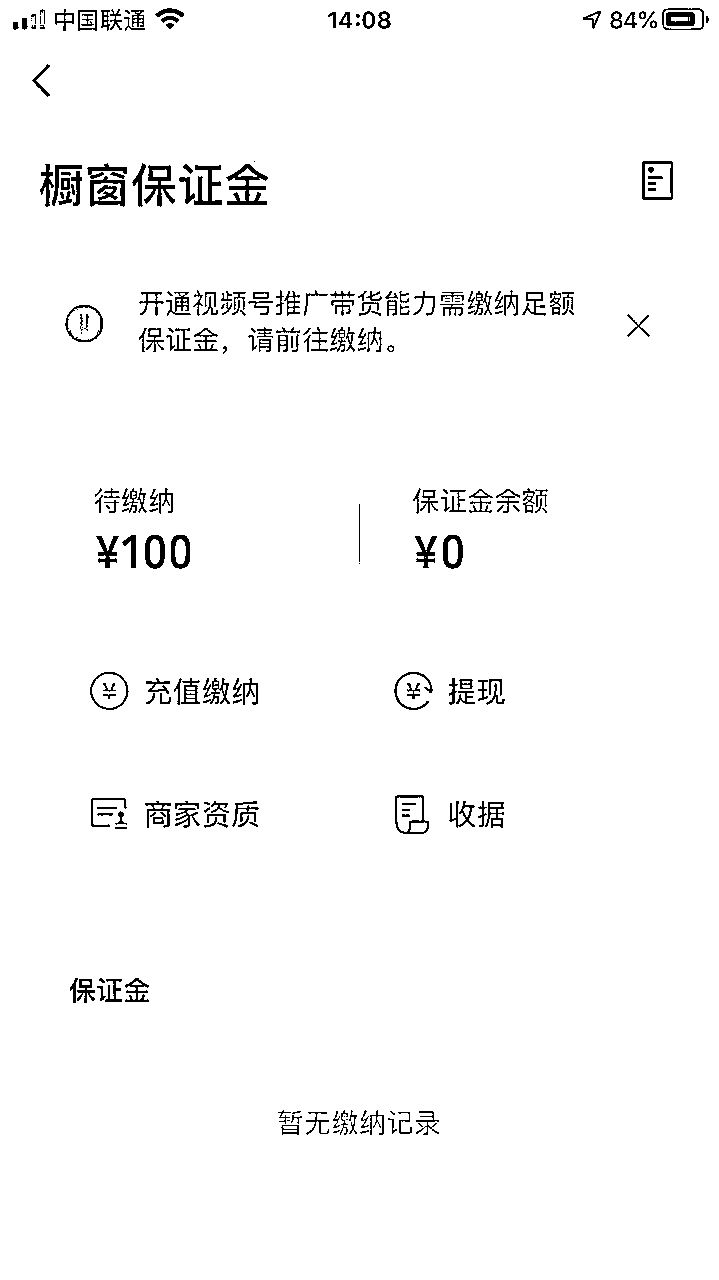 中国联通
14:08
84%
橱窗保证金
开通视频号推广带货能力需缴纳足额
保证金，请前往缴纳。
待缴纳
保证金余额
¥100
¥0
充值缴纳
提现
商家资质
收据
保证金
暂无缴纳记录